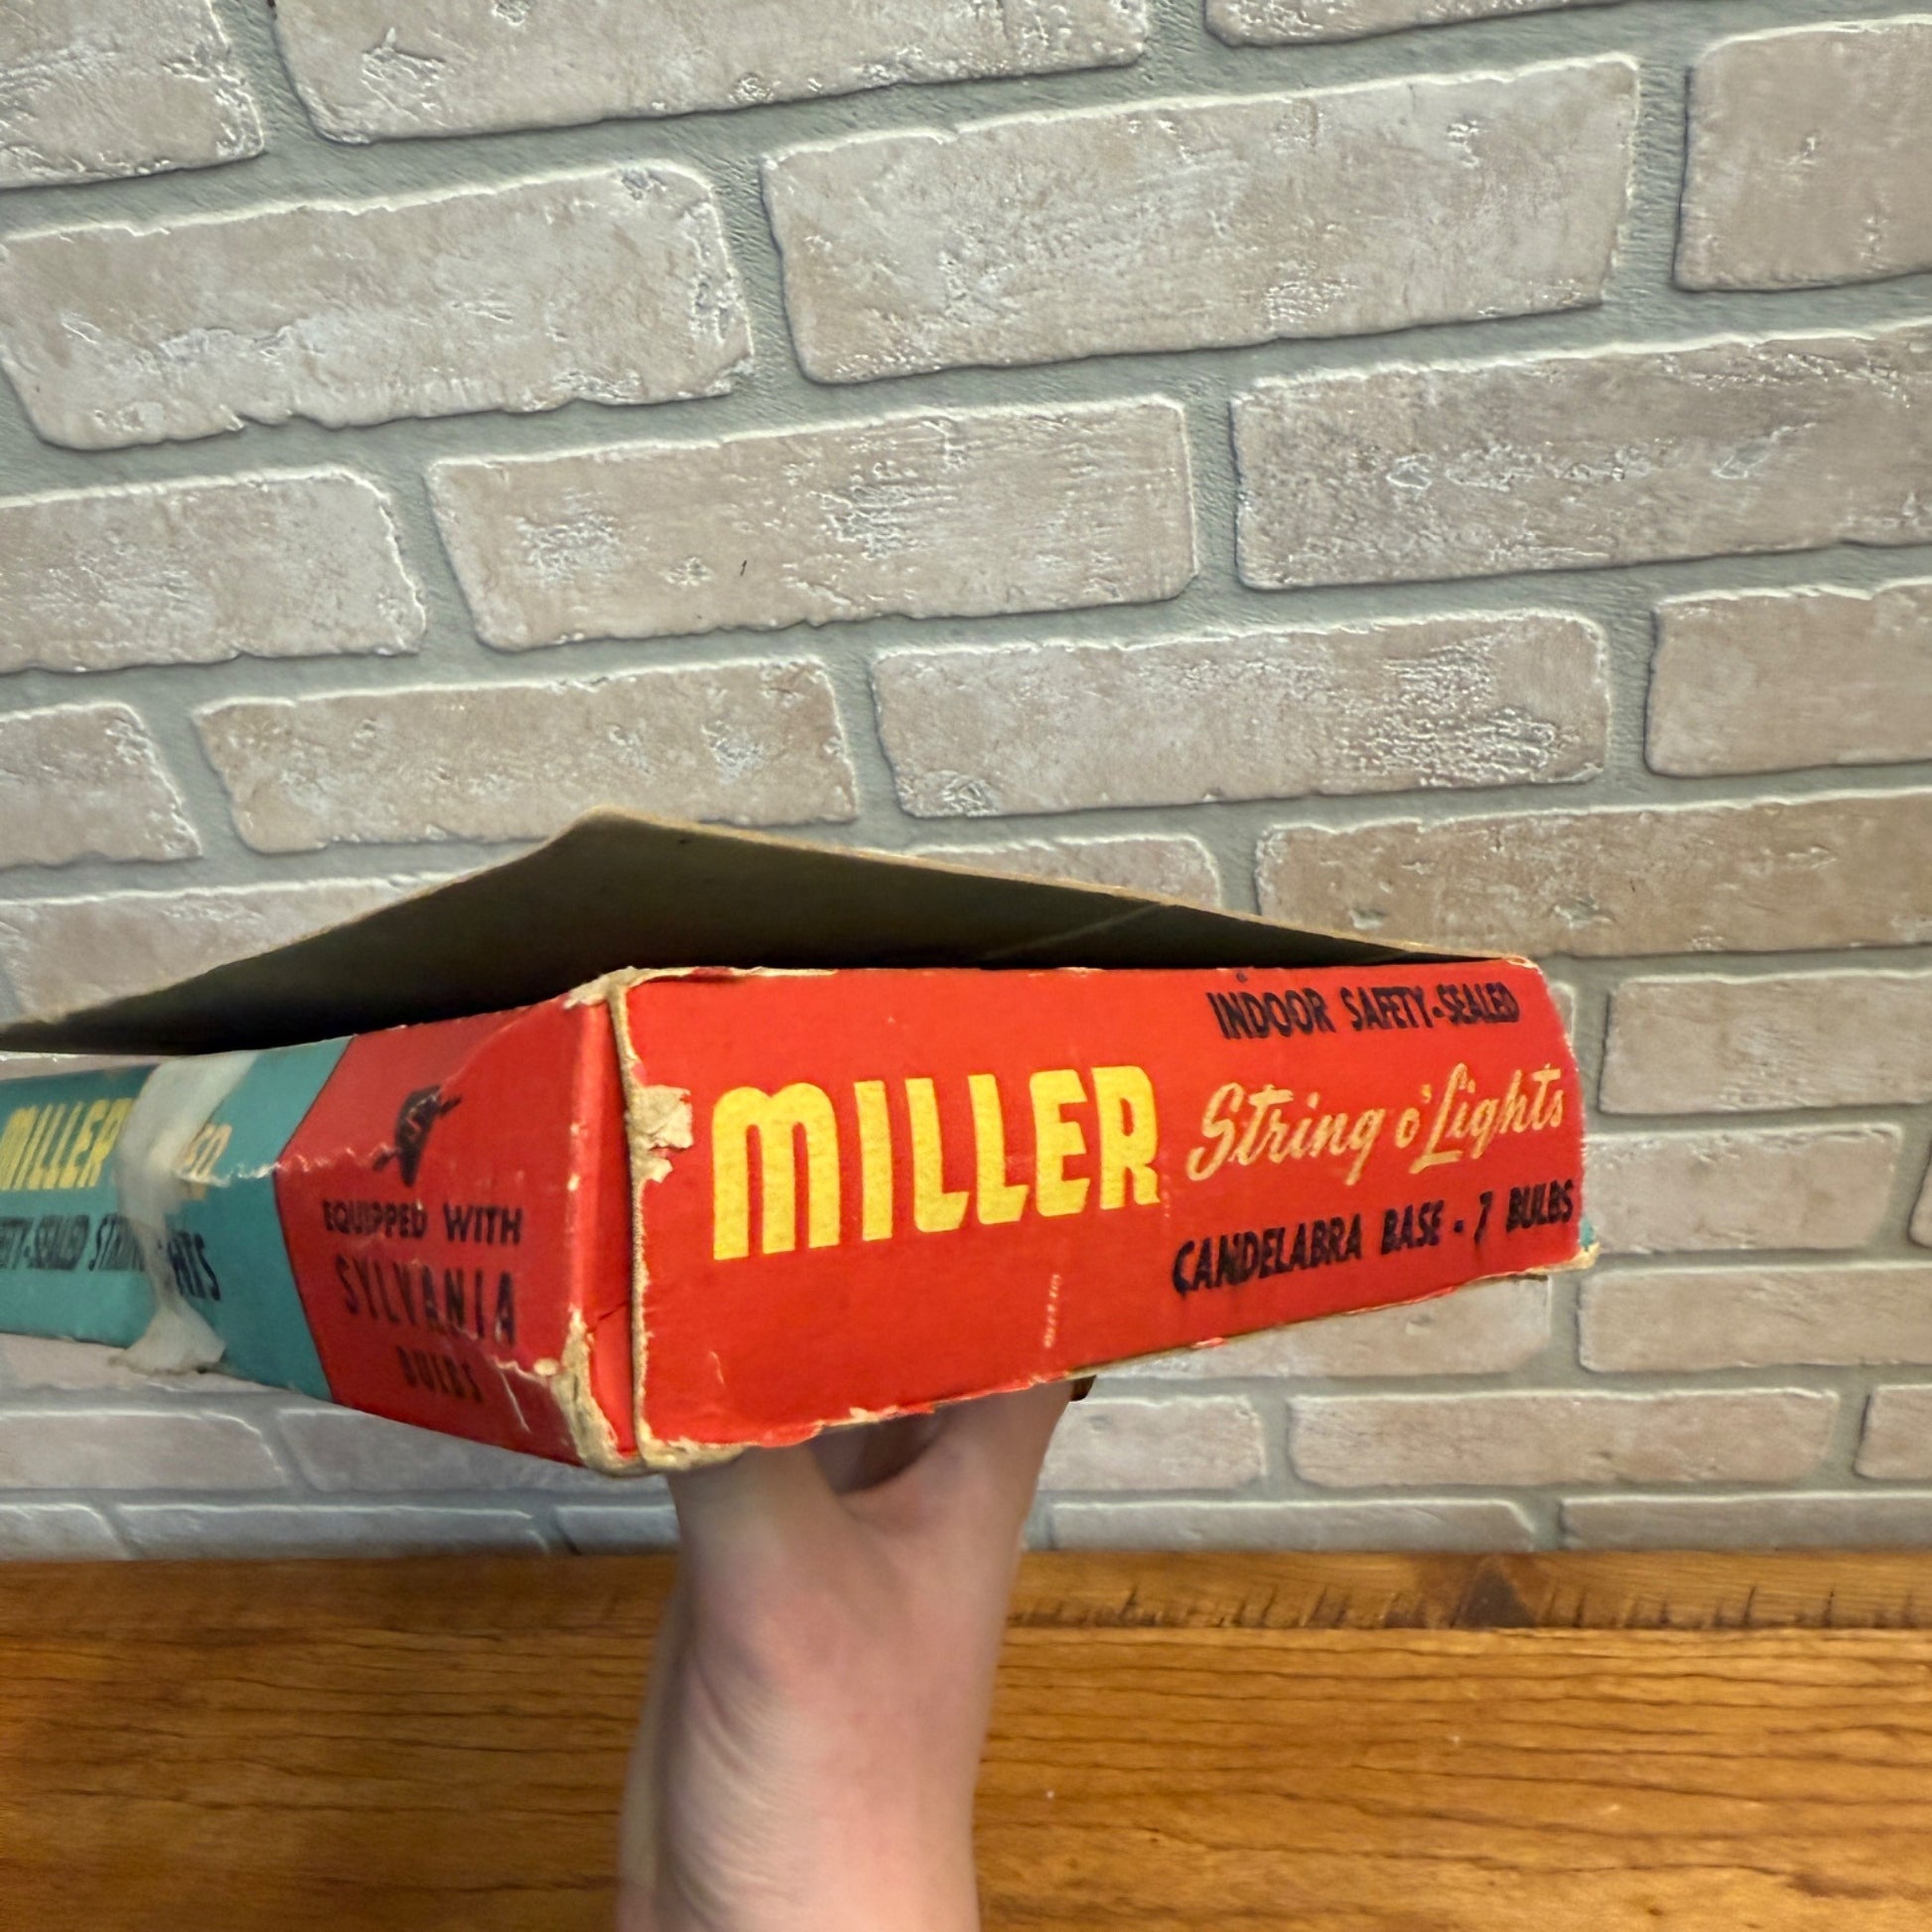 MILLER
EQUIPPED WITH
SYLVANIA
BULBS
MILLER
INDOOR SAFETY-SEALED
String o' Lights
CANDELABRA BASE - 7 BULBS